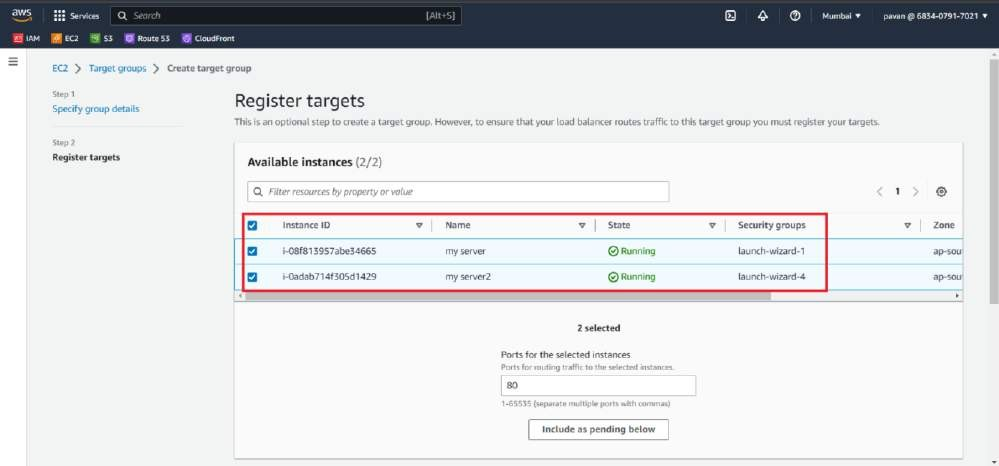 aws Services Search [Alt+S] Mumbai pavan @ 6834-0791-7021
IAM EC2 S3 Route 53 CloudFront
EC2 > Target groups > Create target group
Step 1
Specify group details
Step 2
Register targets
Register targets
This is an optional step to create a target group. However, to ensure that your load balancer routes traffic to this target group you must register your targets.
Available instances (2/2)
Filter resources by property or value
1
Instance ID Name State Security groups Zone
i-08f813957abe34665 my server Running launch-wizard-1 ap-sou
i-0adab714f305d1429 my server2 Running launch-wizard-4 ap-sou
2 selected
Ports for the selected instances
Ports for routing traffic to the selected instances.
80
1-65535 (separate multiple ports with commas)
Include as pending below